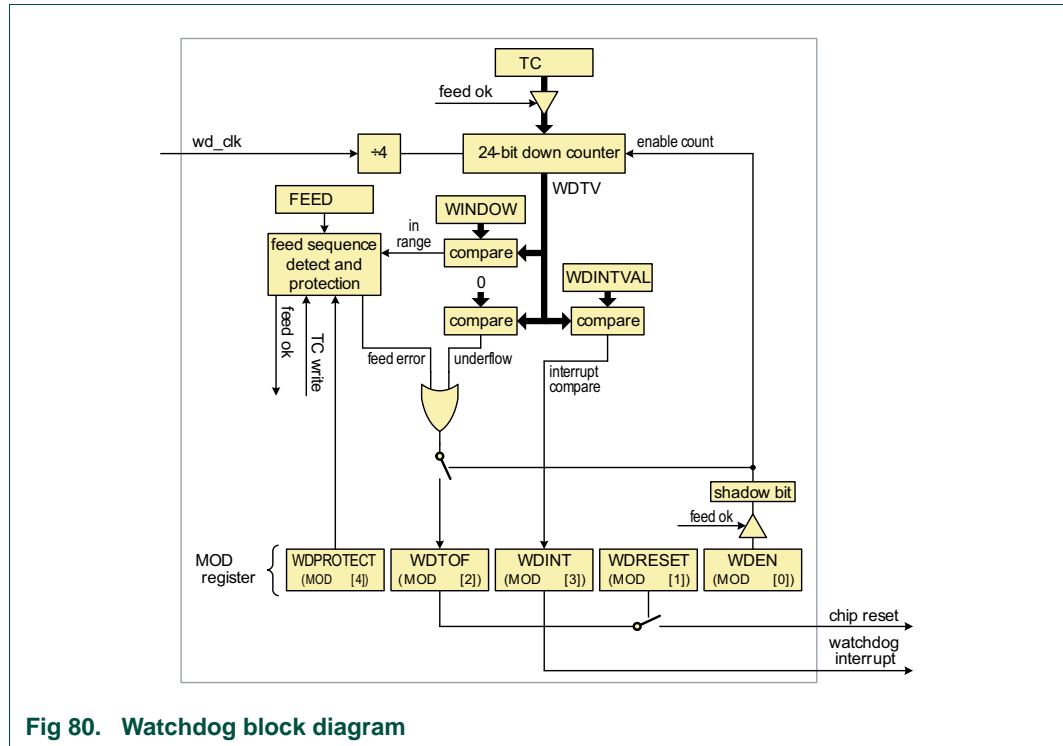 TC
feed ok
wd_clk
÷4
24-bit down counter
enable count
WDTV
FEED
WINDOW
in
range
feed sequence
detect and
protection
compare
WDINTVAL
0
compare
compare
feed ok
TC write
feed error
underflow
interrupt
compare
shadow bit
feed ok
MOD
register
WDPROTECT
(MOD [4])
WDTOF
(MOD [2])
WDINT
(MOD [3])
WDRESET
(MOD [1])
WDEN
(MOD [0])
chip reset
watchdog
interrupt
Fig 80. Watchdog block diagram